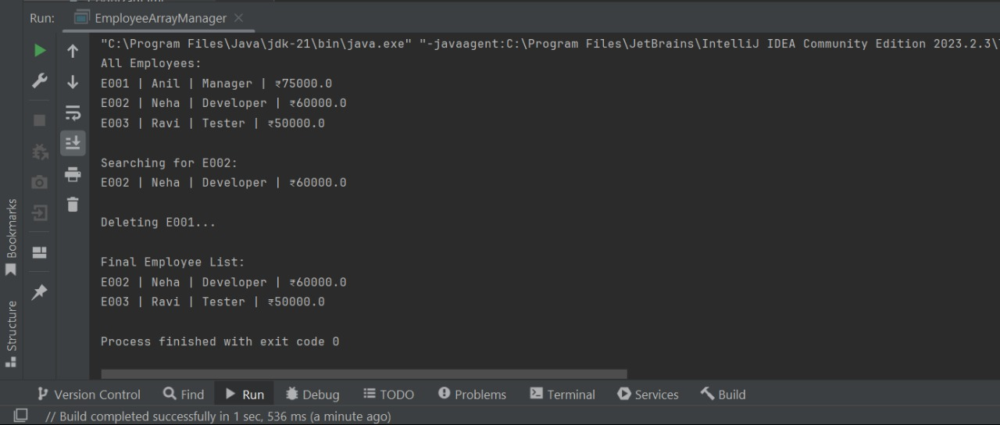 Run: EmployeeArrayManager
"C:\Program Files\Java\jdk-21\bin\java.exe" "-javaagent:C:\Program Files\JetBrains\IntelliJ IDEA Community Edition 2023.2.3\
All Employees:
E001 | Anil | Manager | ₹75000.0
E002 | Neha | Developer | ₹60000.0
E003 | Ravi | Tester | ₹50000.0
Searching for E002:
E002 | Neha | Developer | ₹60000.0
Deleting E001...
Final Employee List:
E002 | Neha | Developer | ₹60000.0
E003 | Ravi | Tester | ₹50000.0
Process finished with exit code 0
Bookmarks
Structure
Version Control Find Run Debug TODO Problems Terminal Services Build
// Build completed successfully in 1 sec, 536 ms (a minute ago)